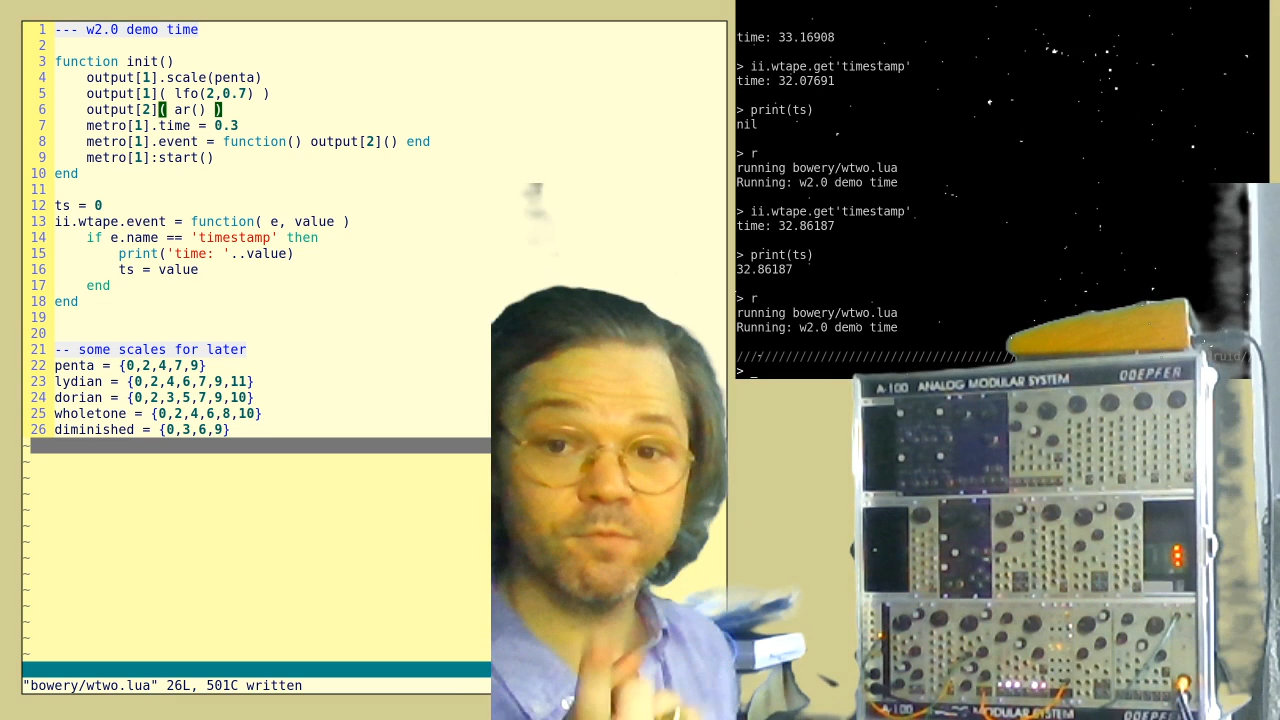 1 --- w2.0 demo time
2
3 function init()
4 output[1].scale(penta)
5 output[1]( lfo(2,0.7) )
6 output[2]( ar() )
7 metro[1].time = 0.3
8 metro[1].event = function() output[2]() end
9 metro[1]:start()
10 end
11
12 ts = 0
13 ii.wtape.event = function( e, value )
14 if e.name == 'timestamp' then
15 print('time: '..value)
16 ts = value
17 end
18 end
19
20
21 -- some scales for later
22 penta = {0,2,4,7,9}
23 lydian = {0,2,4,6,7,9,11}
24 dorian = {0,2,3,5,7,9,10}
25 wholetone = {0,2,4,6,8,10}
26 diminished = {0,3,6,9}
~
~
~
~
~
~
~
~
~
~
~
~
~
~
"bowery/wtwo.lua" 26L, 501C written
time: 33.16908
> ii.wtape.get'timestamp'
time: 32.07691
> print(ts)
nil
> r
running bowery/wtwo.lua
Running: w2.0 demo time
> ii.wtape.get'timestamp'
time: 32.86187
> print(ts)
32.86187
> r
running bowery/wtwo.lua
Running: w2.0 demo time
//////////////////////////////////////ruid//
> _
A-100 ANALOG MODULAR SYSTEM DOEPFER
A-100 ANALOG MODULAR SYSTEM DOEPFER